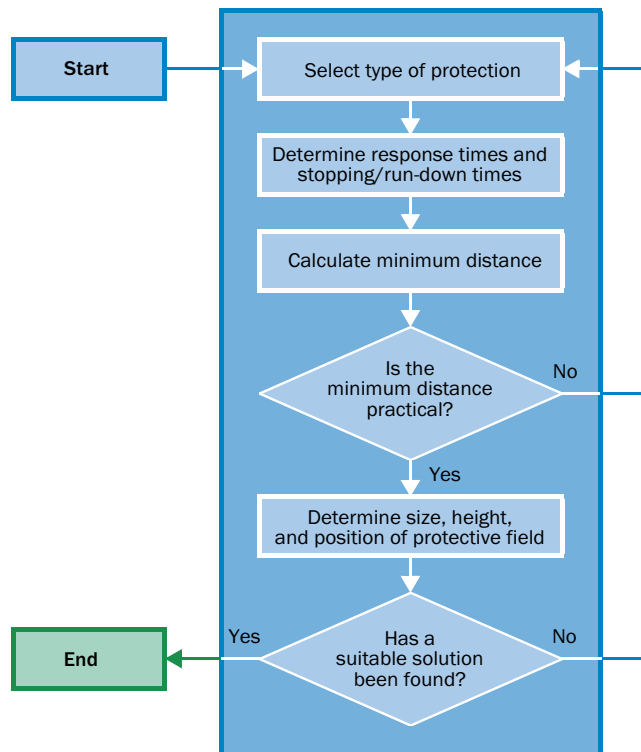 Start
Select type of protection
Determine response times and
stopping/run-down times
Calculate minimum distance
Is the
minimum distance
practical?
No
Yes
Determine size, height,
and position of protective field
Has a
suitable solution
been found?
Yes
No
End